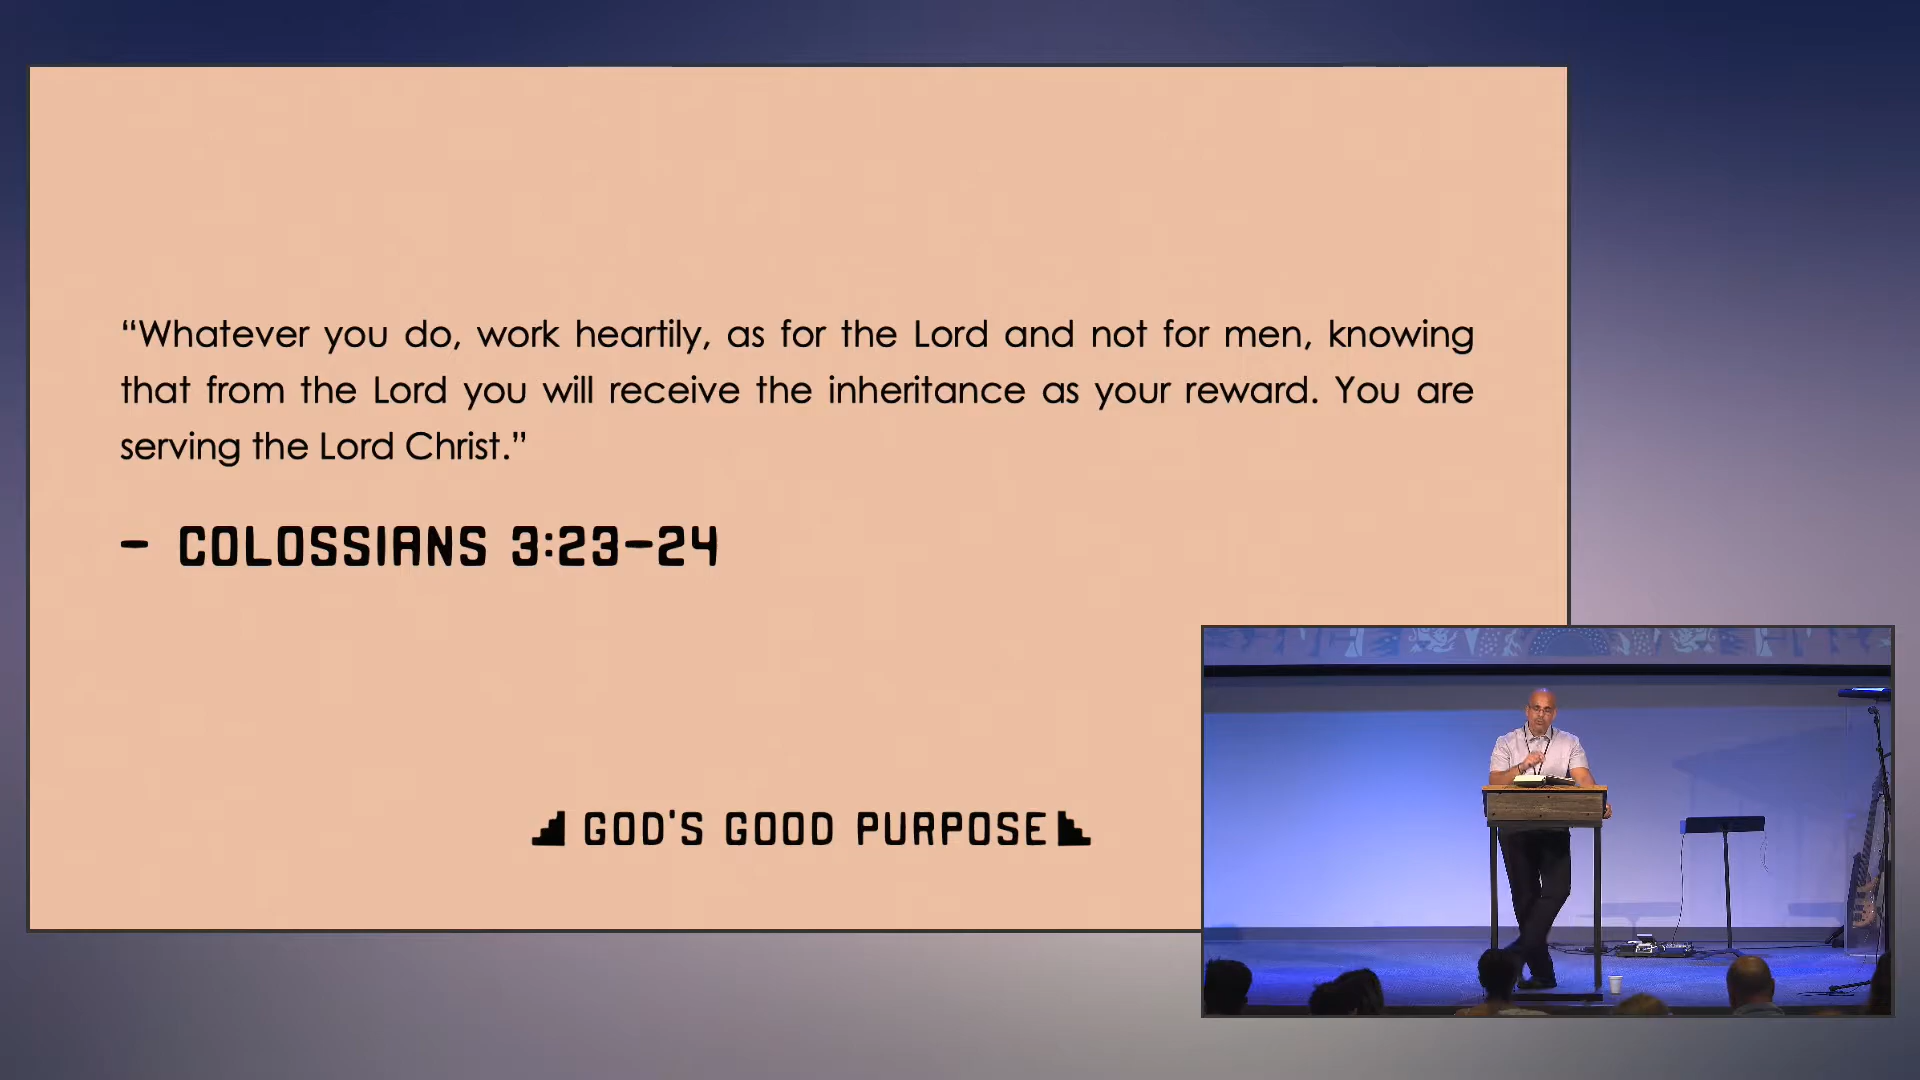 “Whatever you do, work heartily, as for the Lord and not for men, knowing
that from the Lord you will receive the inheritance as your reward. You are
serving the Lord Christ.”
- COLOSSIANS 3:23-24
GOD'S GOOD PURPOSE